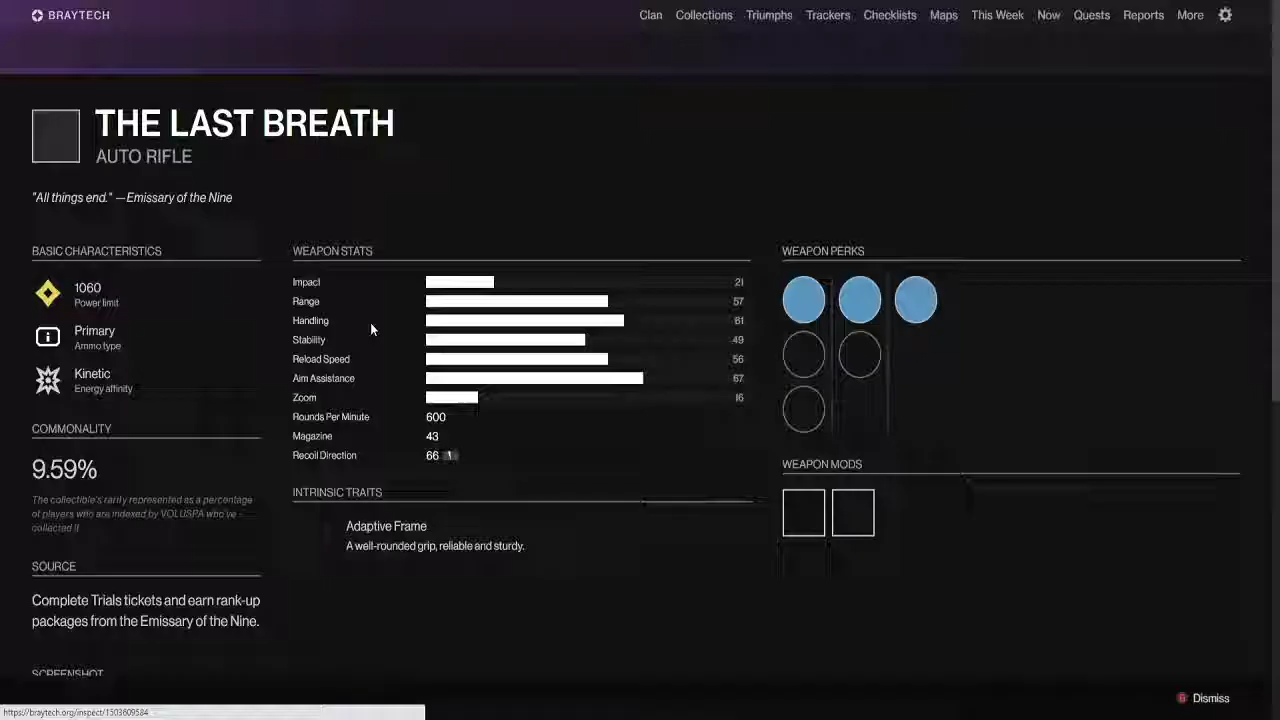 BRAYTECH
Clan Collections Triumphs Trackers Checklists Maps This Week Now Quests Reports More
THE LAST BREATH
AUTO RIFLE
"All things end." —Emissary of the Nine
BASIC CHARACTERISTICS
1060
Power limit
Primary
Ammo type
Kinetic
Energy affinity
COMMONALITY
9.59%
The collectible's rarity represented as a percentage
of players who are indexed by VOLUSPA who've
collected it
SOURCE
Complete Trials tickets and earn rank-up
packages from the Emissary of the Nine.
SCREENSHOT
WEAPON STATS
Impact 21
Range 57
Handling 61
Stability 49
Reload Speed 56
Aim Assistance 67
Zoom 16
Rounds Per Minute 600
Magazine 43
Recoil Direction 66
INTRINSIC TRAITS
Adaptive Frame
A well-rounded grip, reliable and sturdy.
WEAPON PERKS
WEAPON MODS
https://braytech.org/inspect/1503609584
Dismiss